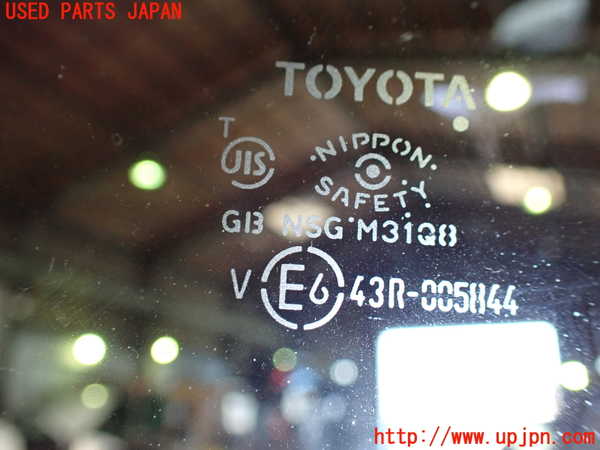 USED PARTS JAPAN
TOYOTA
T
JIS
·NIPPON·
SAFETY
GB NSG M31Q8
V E6 43R-005844
http://www.upjpn.com/